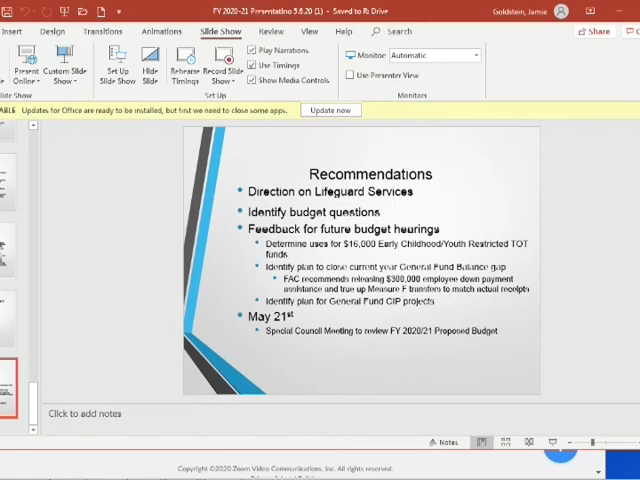 FY 2020-21 Presentation 5.6.20 (1) - Saved to R: Drive
Goldstein, Jamie
Insert Design Transitions Animations Slide Show Review View Help Search Share
Present Online Custom Slide Show Set Up Slide Show Hide Slide Rehearse Timings Record Slide Show
Play Narrations
Use Timings
Show Media Controls
Monitor: Automatic
Use Presenter View
Slide Show Set Up Monitors
ABLE Updates for Office are ready to be installed, but first we need to close some apps. Update now
Recommendations
• Direction on Lifeguard Services
• Identify budget questions
• Feedback for future budget hearings
• Determine uses for $16,000 Early Childhood/Youth Restricted TOT
funds
• Identify plan to close current year General Fund Balance gap
• FAC recommends releasing $300,000 employee down payment
assistance and true up Measure F transfers to match actual receipts
• Identify plan for General Fund CIP projects
• May 21st
• Special Council Meeting to review FY 2020/21 Proposed Budget
Click to add notes
Notes
Copyright ©2020 Zoom Video Communications, Inc. All rights reserved.